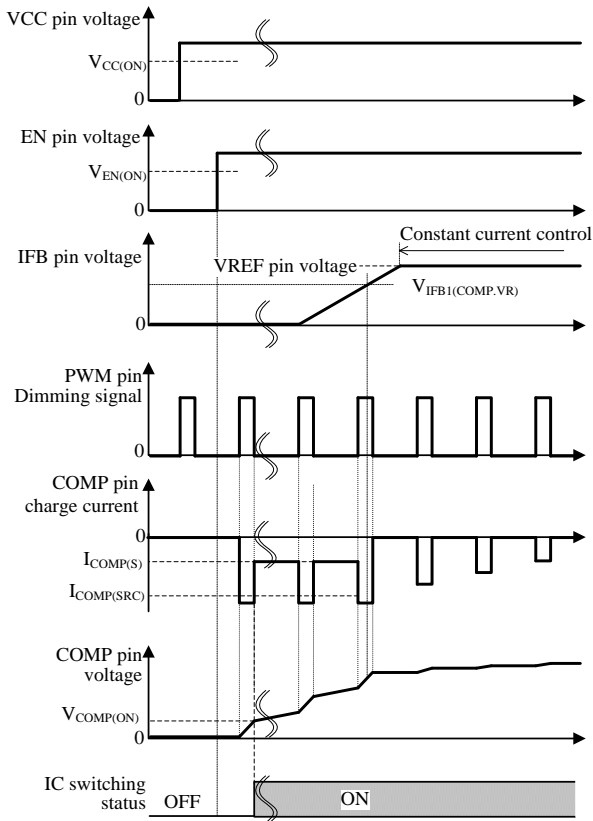 VCC pin voltage
VCC(ON)
0
EN pin voltage
VEN(ON)
0
Constant current control
IFB pin voltage
VREF pin voltage
VIFB1(COMP.VR)
0
PWM pin
Dimming signal
0
COMP pin
charge current
0
ICOMP(S)
ICOMP(SRC)
COMP pin
voltage
VCOMP(ON)
0
IC switching
status
OFF
ON